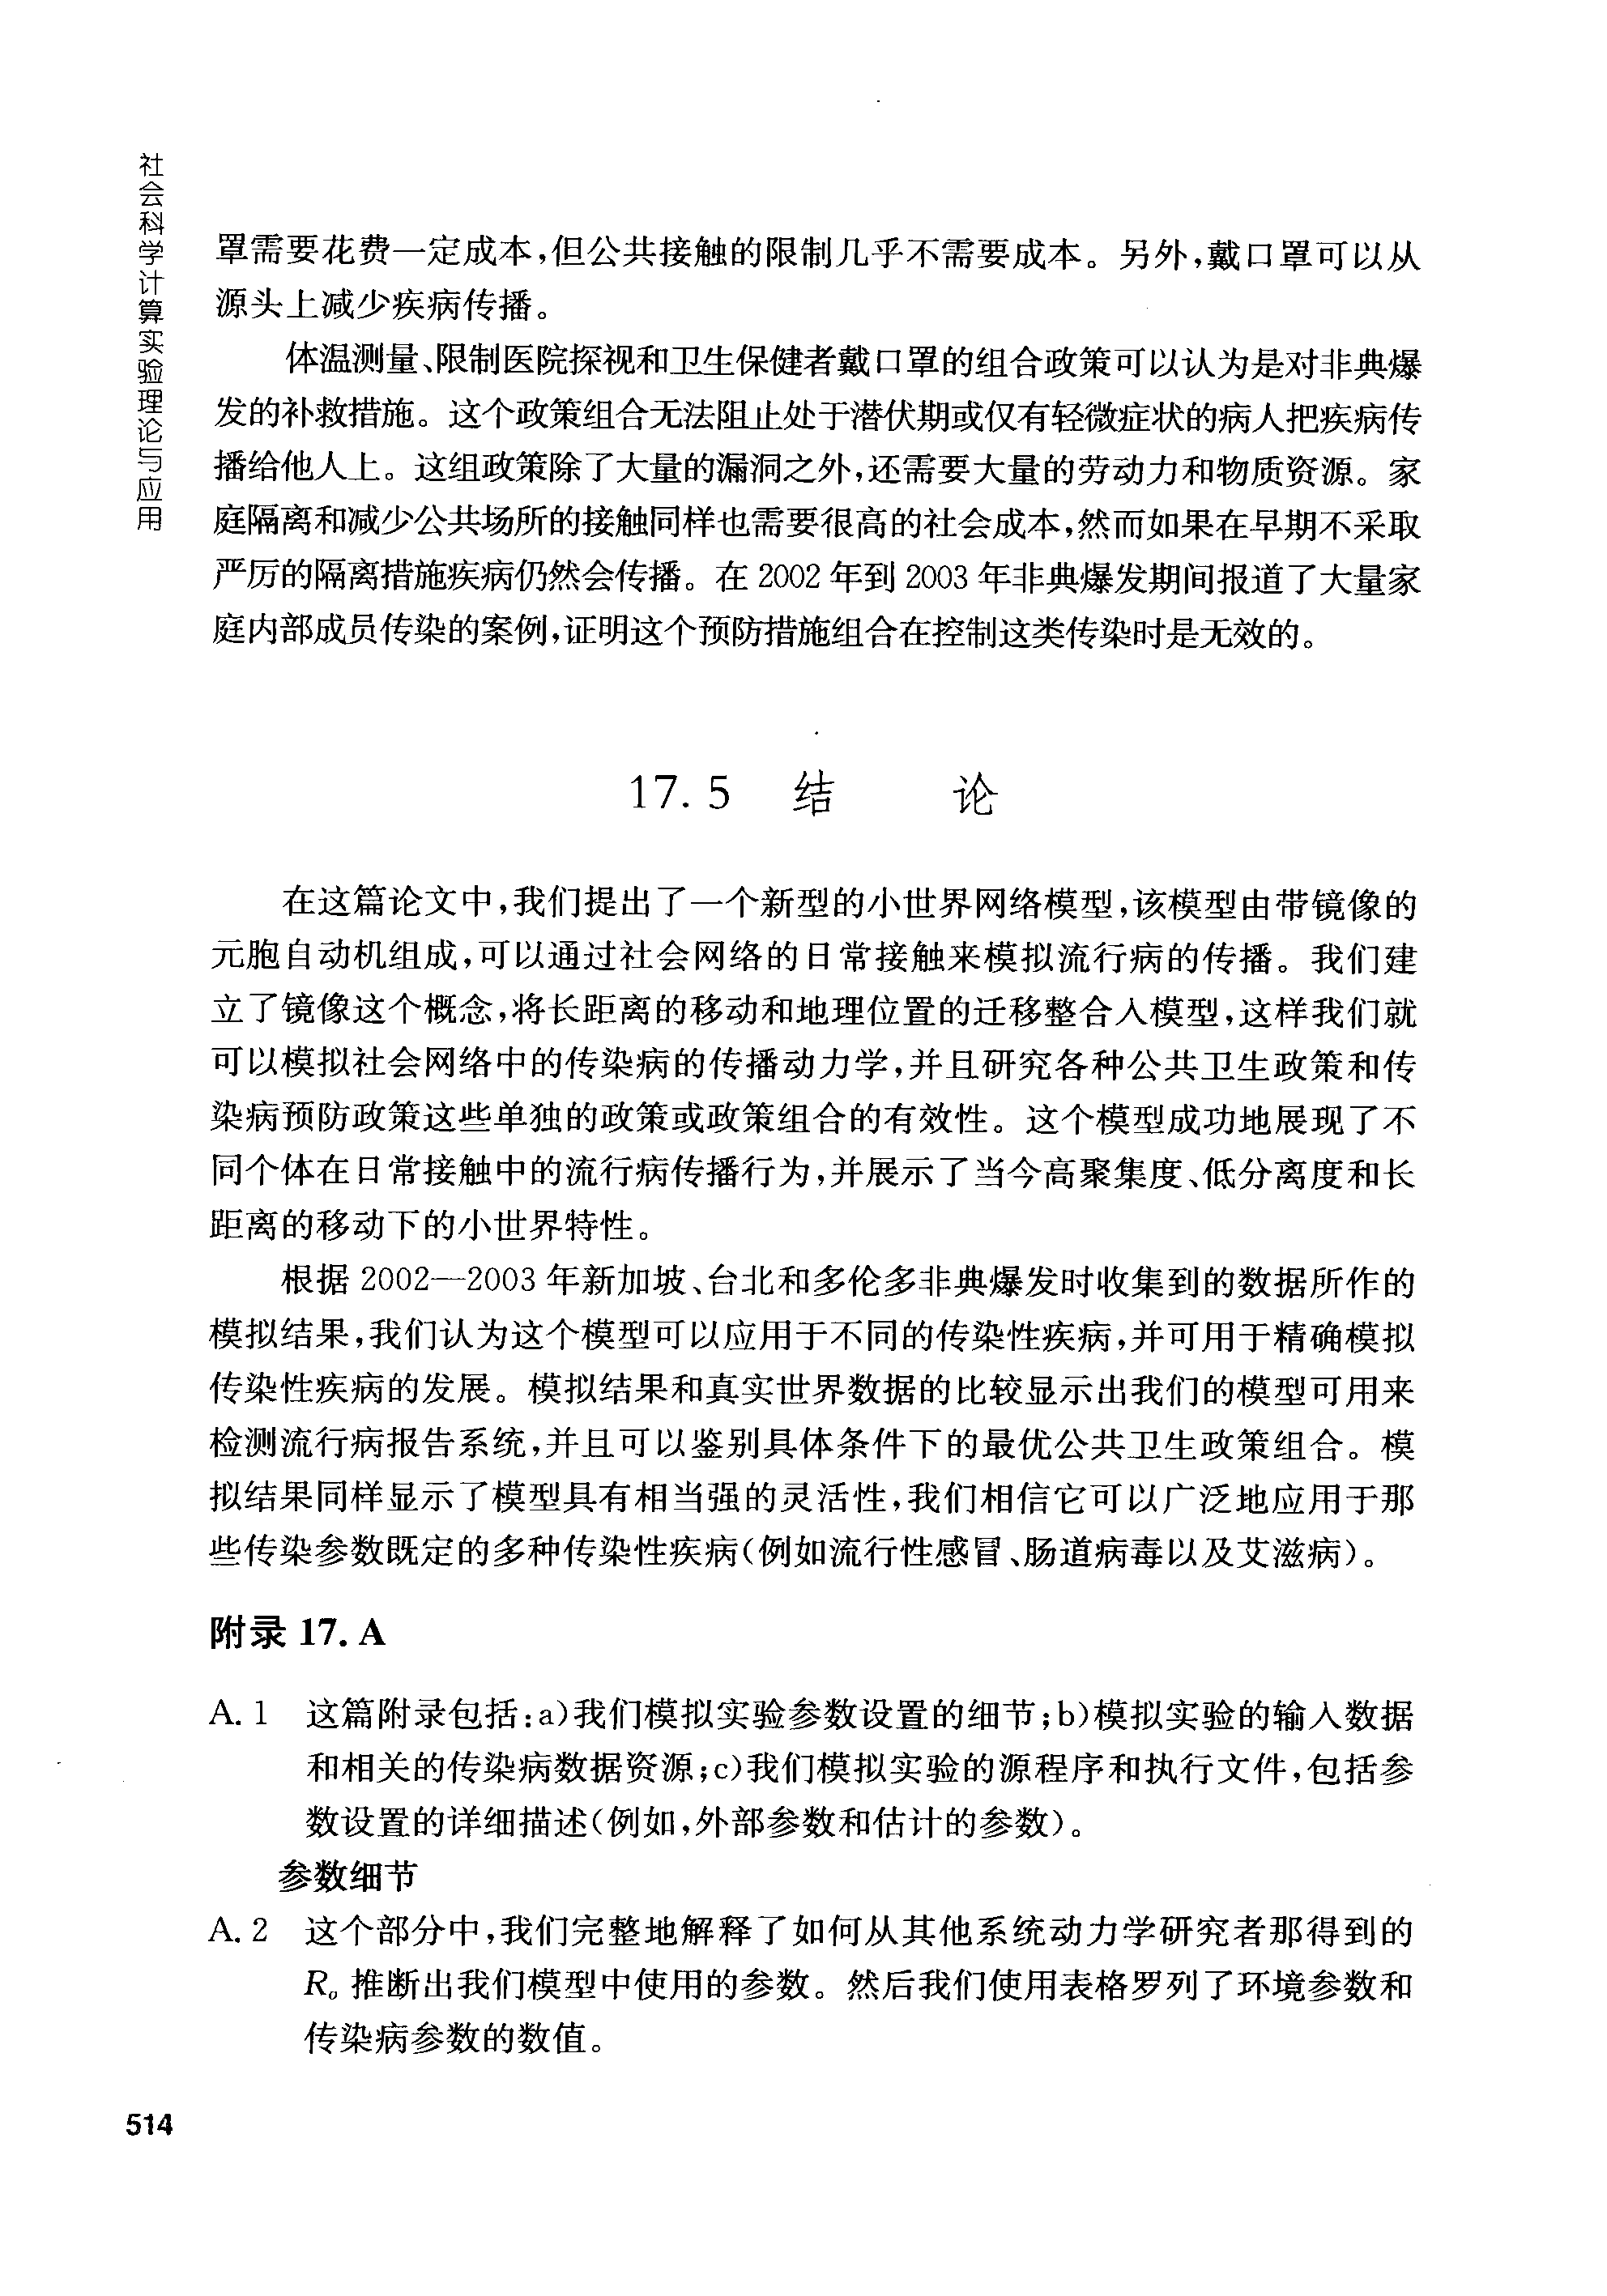 社会科学计算实验理论与应用
罩需要花费一定成本,但公共接触的限制几乎不需要成本。另外,戴口罩可以从
源头上减少疾病传播。
体温测量、限制医院探视和卫生保健者戴口罩的组合政策可以认为是对非典爆
发的补救措施。这个政策组合无法阻止处于潜伏期或仅有轻微症状的病人把疾病传
播给他人上。这组政策除了大量的漏洞之外,还需要大量的劳动力和物质资源。家
庭隔离和减少公共场所的接触同样也需要很高的社会成本,然而如果在早期不采取
严厉的隔离措施疾病仍然会传播。在 2002 年到 2003 年非典爆发期间报道了大量家
庭内部成员传染的案例,证明这个预防措施组合在控制这类传染时是无效的。
17.5 结 论
在这篇论文中,我们提出了一个新型的小世界网络模型,该模型由带镜像的
元胞自动机组成,可以通过社会网络的日常接触来模拟流行病的传播。我们建
立了镜像这个概念,将长距离的移动和地理位置的迁移整合入模型,这样我们就
可以模拟社会网络中的传染病的传播动力学,并且研究各种公共卫生政策和传
染病预防政策这些单独的政策或政策组合的有效性。这个模型成功地展现了不
同个体在日常接触中的流行病传播行为,并展示了当今高聚集度、低分离度和长
距离的移动下的小世界特性。
根据 2002—2003 年新加坡、台北和多伦多非典爆发时收集到的数据所作的
模拟结果,我们认为这个模型可以应用于不同的传染性疾病,并可用于精确模拟
传染性疾病的发展。模拟结果和真实世界数据的比较显示出我们的模型可用来
检测流行病报告系统,并且可以鉴别具体条件下的最优公共卫生政策组合。模
拟结果同样显示了模型具有相当强的灵活性,我们相信它可以广泛地应用于那
些传染参数既定的多种传染性疾病(例如流行性感冒、肠道病毒以及艾滋病)。
附录 17.A
A.1 这篇附录包括:a)我们模拟实验参数设置的细节;b)模拟实验的输入数据
和相关的传染病数据资源;c)我们模拟实验的源程序和执行文件,包括参
数设置的详细描述(例如,外部参数和估计的参数)。
参数细节
A.2 这个部分中,我们完整地解释了如何从其他系统动力学研究者那得到的
R₀ 推断出我们模型中使用的参数。然后我们使用表格罗列了环境参数和
传染病参数的数值。
514